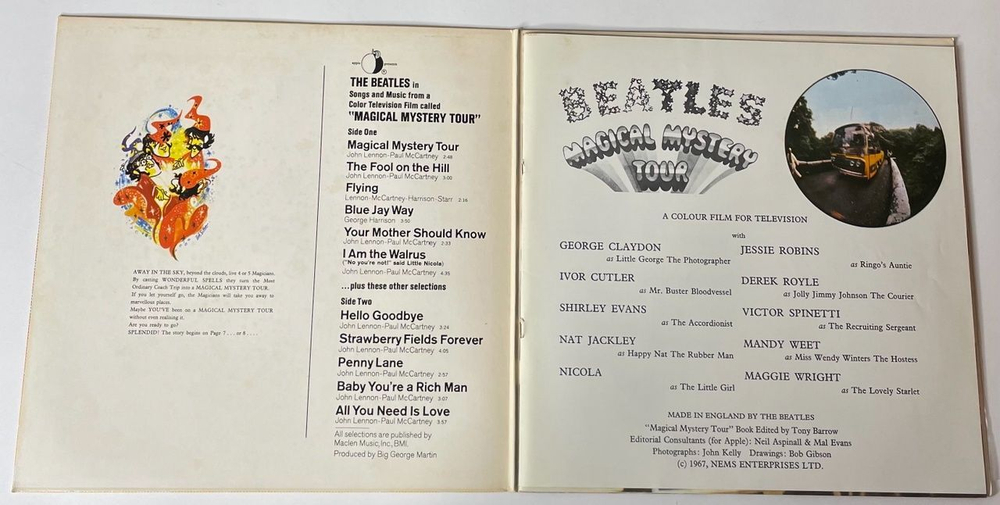 AWAY IN THE SKY, beyond the clouds, live 4 or 5 Magicians.
By casting WONDERFUL SPELLS they turn the Most
Ordinary Coach Trip into a MAGICAL MYSTERY TOUR.
If you let yourself go, the Magicians will take you away to
marvellous places.
Maybe YOU'VE been on a MAGICAL MYSTERY TOUR
without even realising it.
Are you ready to go?
SPLENDID! The story begins on Page 7 . . . or 8 . . . .
THE BEATLES in
Songs and Music from a
Color Television Film called
"MAGICAL MYSTERY TOUR"
Side One
Magical Mystery Tour
John Lennon-Paul McCartney 2:48
The Fool on the Hill
John Lennon-Paul McCartney 3:00
Flying
Lennon-McCartney-Harrison-Starr 2:16
Blue Jay Way
George Harrison 3:50
Your Mother Should Know
John Lennon-Paul McCartney 2:33
I Am the Walrus
("No you're not!" said Little Nicola)
John Lennon-Paul McCartney 4:35
...plus these other selections
Side Two
Hello Goodbye
John Lennon-Paul McCartney 3:24
Strawberry Fields Forever
John Lennon-Paul McCartney 4:05
Penny Lane
John Lennon-Paul McCartney 2:57
Baby You're a Rich Man
John Lennon-Paul McCartney 3:07
All You Need Is Love
John Lennon-Paul McCartney 3:57
All selections are published by
Maclen Music, Inc., BMI.
Produced by Big George Martin
BEATLES
MAGICAL MYSTERY
TOUR
A COLOUR FILM FOR TELEVISION
with
GEORGE CLAYDON
as Little George The Photographer
IVOR CUTLER
as Mr. Buster Bloodvessel
SHIRLEY EVANS
as The Accordionist
NAT JACKLEY
as Happy Nat The Rubber Man
NICOLA
as The Little Girl
JESSIE ROBINS
as Ringo's Auntie
DEREK ROYLE
as Jolly Jimmy Johnson The Courier
VICTOR SPINETTI
as The Recruiting Sergeant
MANDY WEET
as Miss Wendy Winters The Hostess
MAGGIE WRIGHT
as The Lovely Starlet
MADE IN ENGLAND BY THE BEATLES
"Magical Mystery Tour" Book Edited by Tony Barrow
Editorial Consultants (for Apple): Neil Aspinall & Mal Evans
Photographs: John Kelly Drawings: Bob Gibson
(c) 1967, NEMS ENTERPRISES LTD.